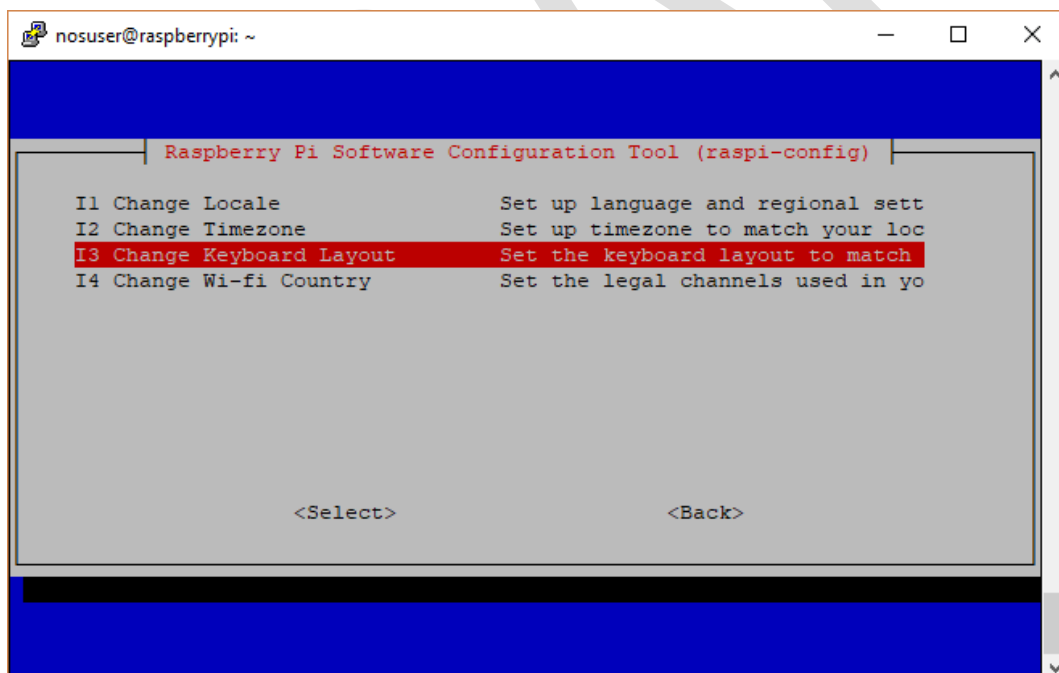 nosuser@raspberrypi: ~
Raspberry Pi Software Configuration Tool (raspi-config)
I1 Change Locale Set up language and regional sett
I2 Change Timezone Set up timezone to match your loc
I3 Change Keyboard Layout Set the keyboard layout to match
I4 Change Wi-fi Country Set the legal channels used in yo
<Select> <Back>